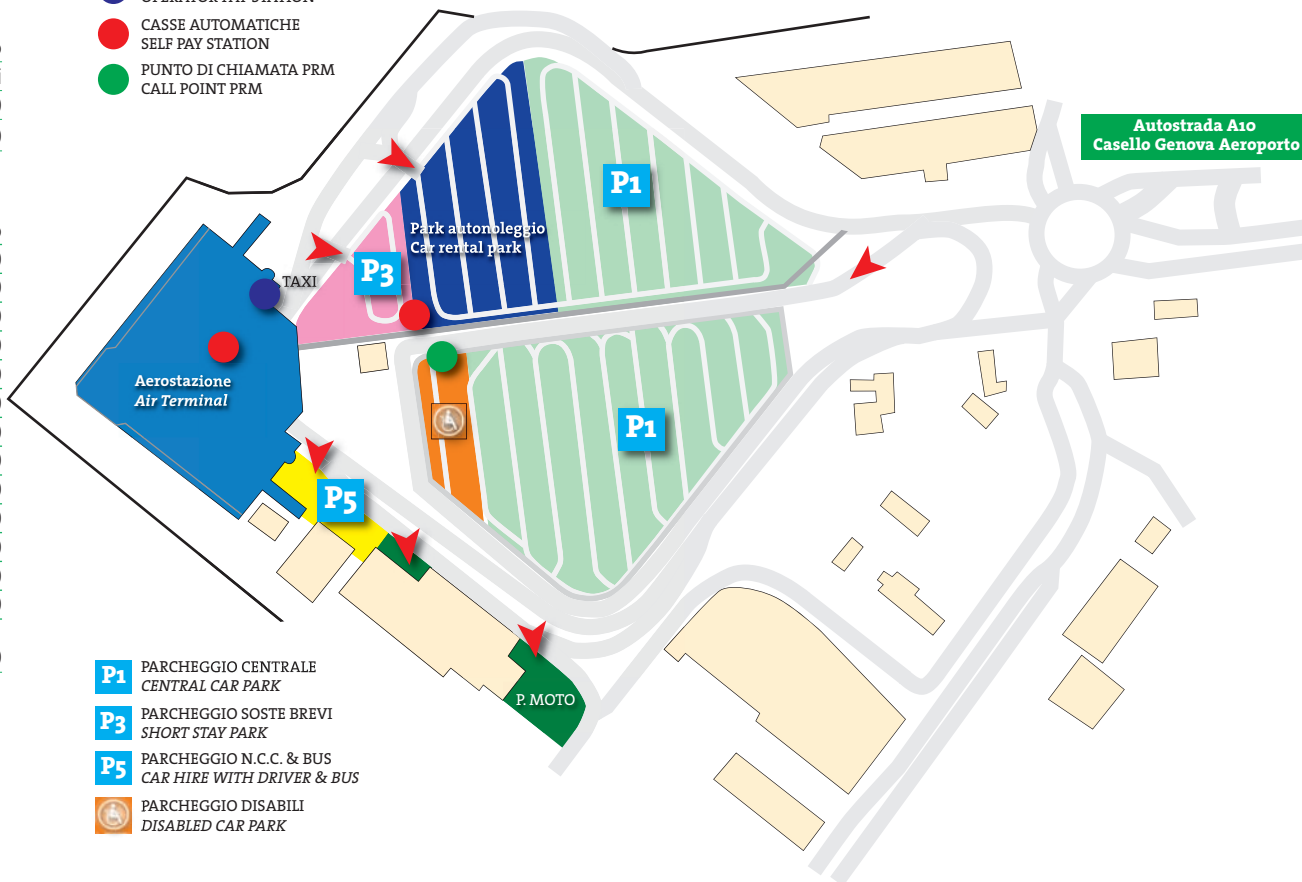 OPERATOR PAY STATION
CASSE AUTOMATICHE
SELF PAY STATION
PUNTO DI CHIAMATA PRM
CALL POINT PRM
Autostrada A10
Casello Genova Aeroporto
P1
Park autonoleggio
Car rental park
P3
TAXI
Aerostazione
Air Terminal
P1
P5
P. MOTO
P1 PARCHEGGIO CENTRALE
CENTRAL CAR PARK
P3 PARCHEGGIO SOSTE BREVI
SHORT STAY PARK
P5 PARCHEGGIO N.C.C. & BUS
CAR HIRE WITH DRIVER & BUS
PARCHEGGIO DISABILI
DISABLED CAR PARK